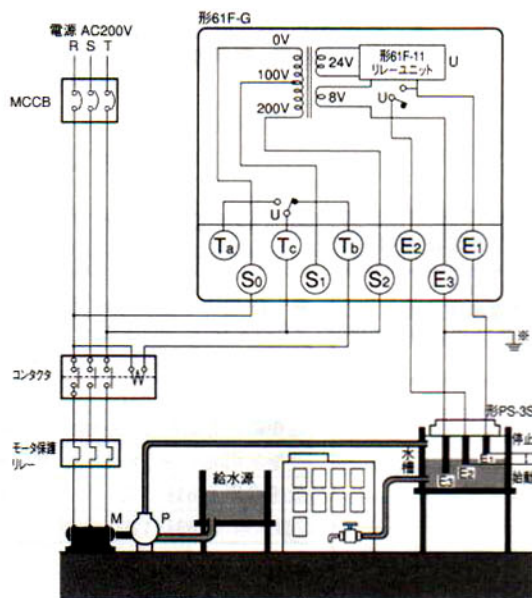 形61F-G
電源 AC200V
R S T
MCCB
0V
100V
200V
24V
8V
形61F-11
リレーユニット
U
U
U
Ta Tc Tb E2 E1
S0 S1 S2 E3
※
コンタクタ
形PS-3S
モータ保護
リレー
M
P
給水源
水槽
停止
始動
E1
E2
E3